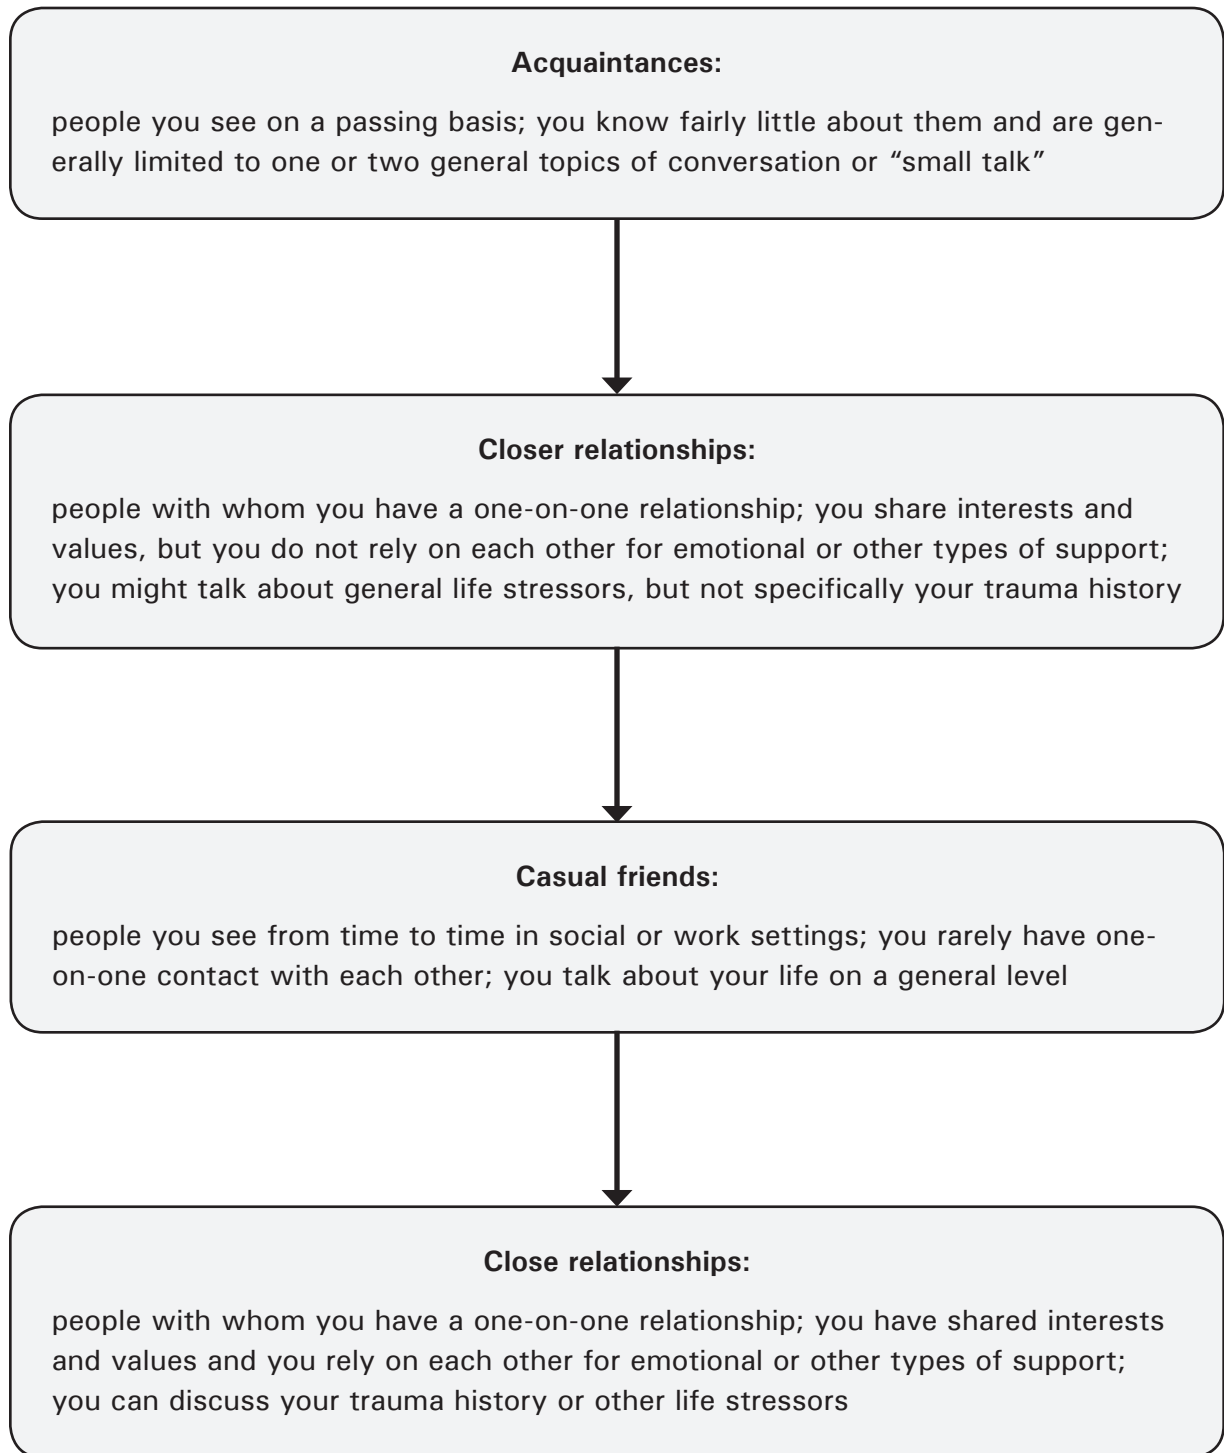 Acquaintances:
people you see on a passing basis; you know fairly little about them and are gen-
erally limited to one or two general topics of conversation or “small talk”
Closer relationships:
people with whom you have a one-on-one relationship; you share interests and
values, but you do not rely on each other for emotional or other types of support;
you might talk about general life stressors, but not specifically your trauma history
Casual friends:
people you see from time to time in social or work settings; you rarely have one-
on-one contact with each other; you talk about your life on a general level
Close relationships:
people with whom you have a one-on-one relationship; you have shared interests
and values and you rely on each other for emotional or other types of support;
you can discuss your trauma history or other life stressors